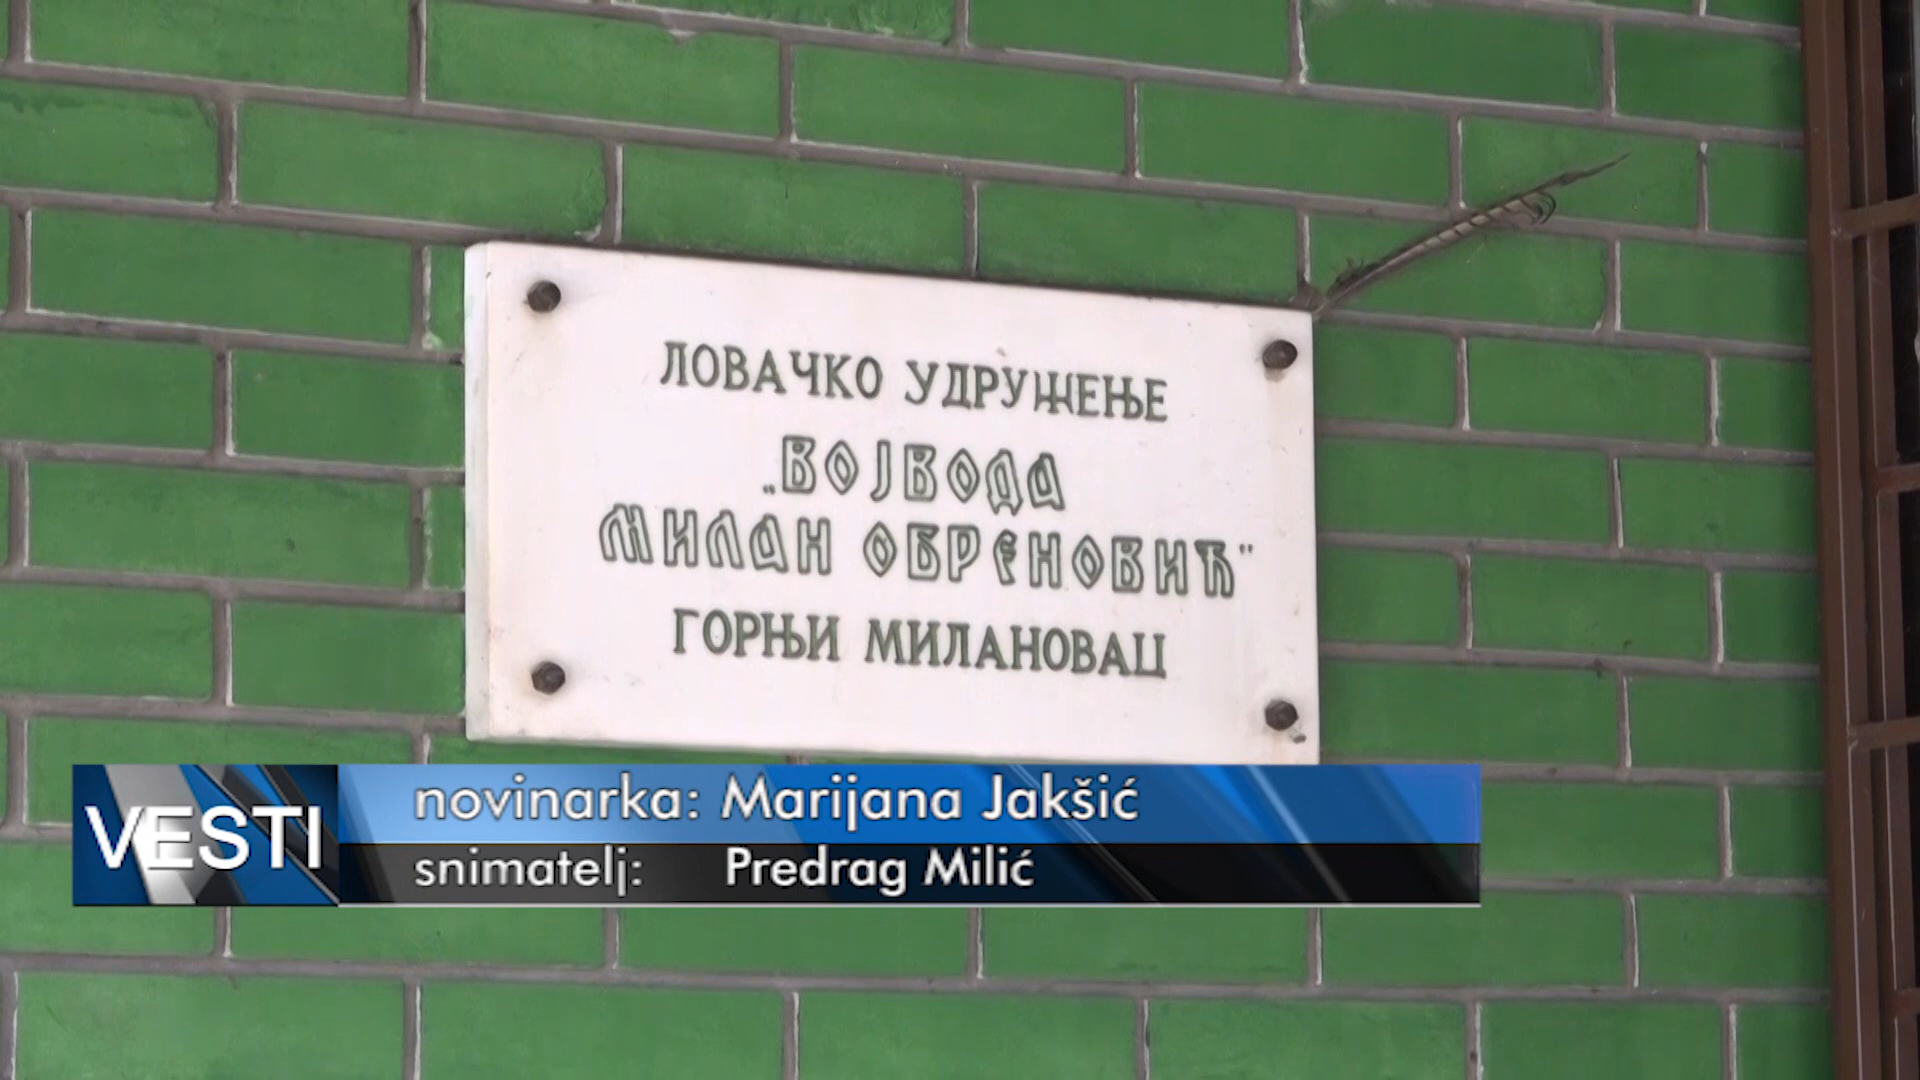 ЛОВАЧКО УДРУЖЕЊЕ
„ВОЈВОДА
МИЛАН ОБРЕНОВИЋ"
ГОРЊИ МИЛАНОВАЦ
VESTI
novinarka: Marijana Jakšić
snimatelj: Predrag Milić